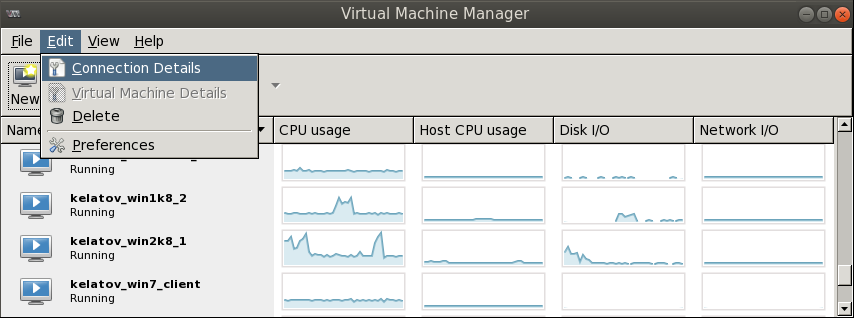 Virtual Machine Manager
File Edit View Help
Connection Details
Virtual Machine Details
Delete
Preferences
New
Name CPU usage Host CPU usage Disk I/O Network I/O
Running
kelatov_win1k8_2
Running
kelatov_win2k8_1
Running
kelatov_win7_client
Running